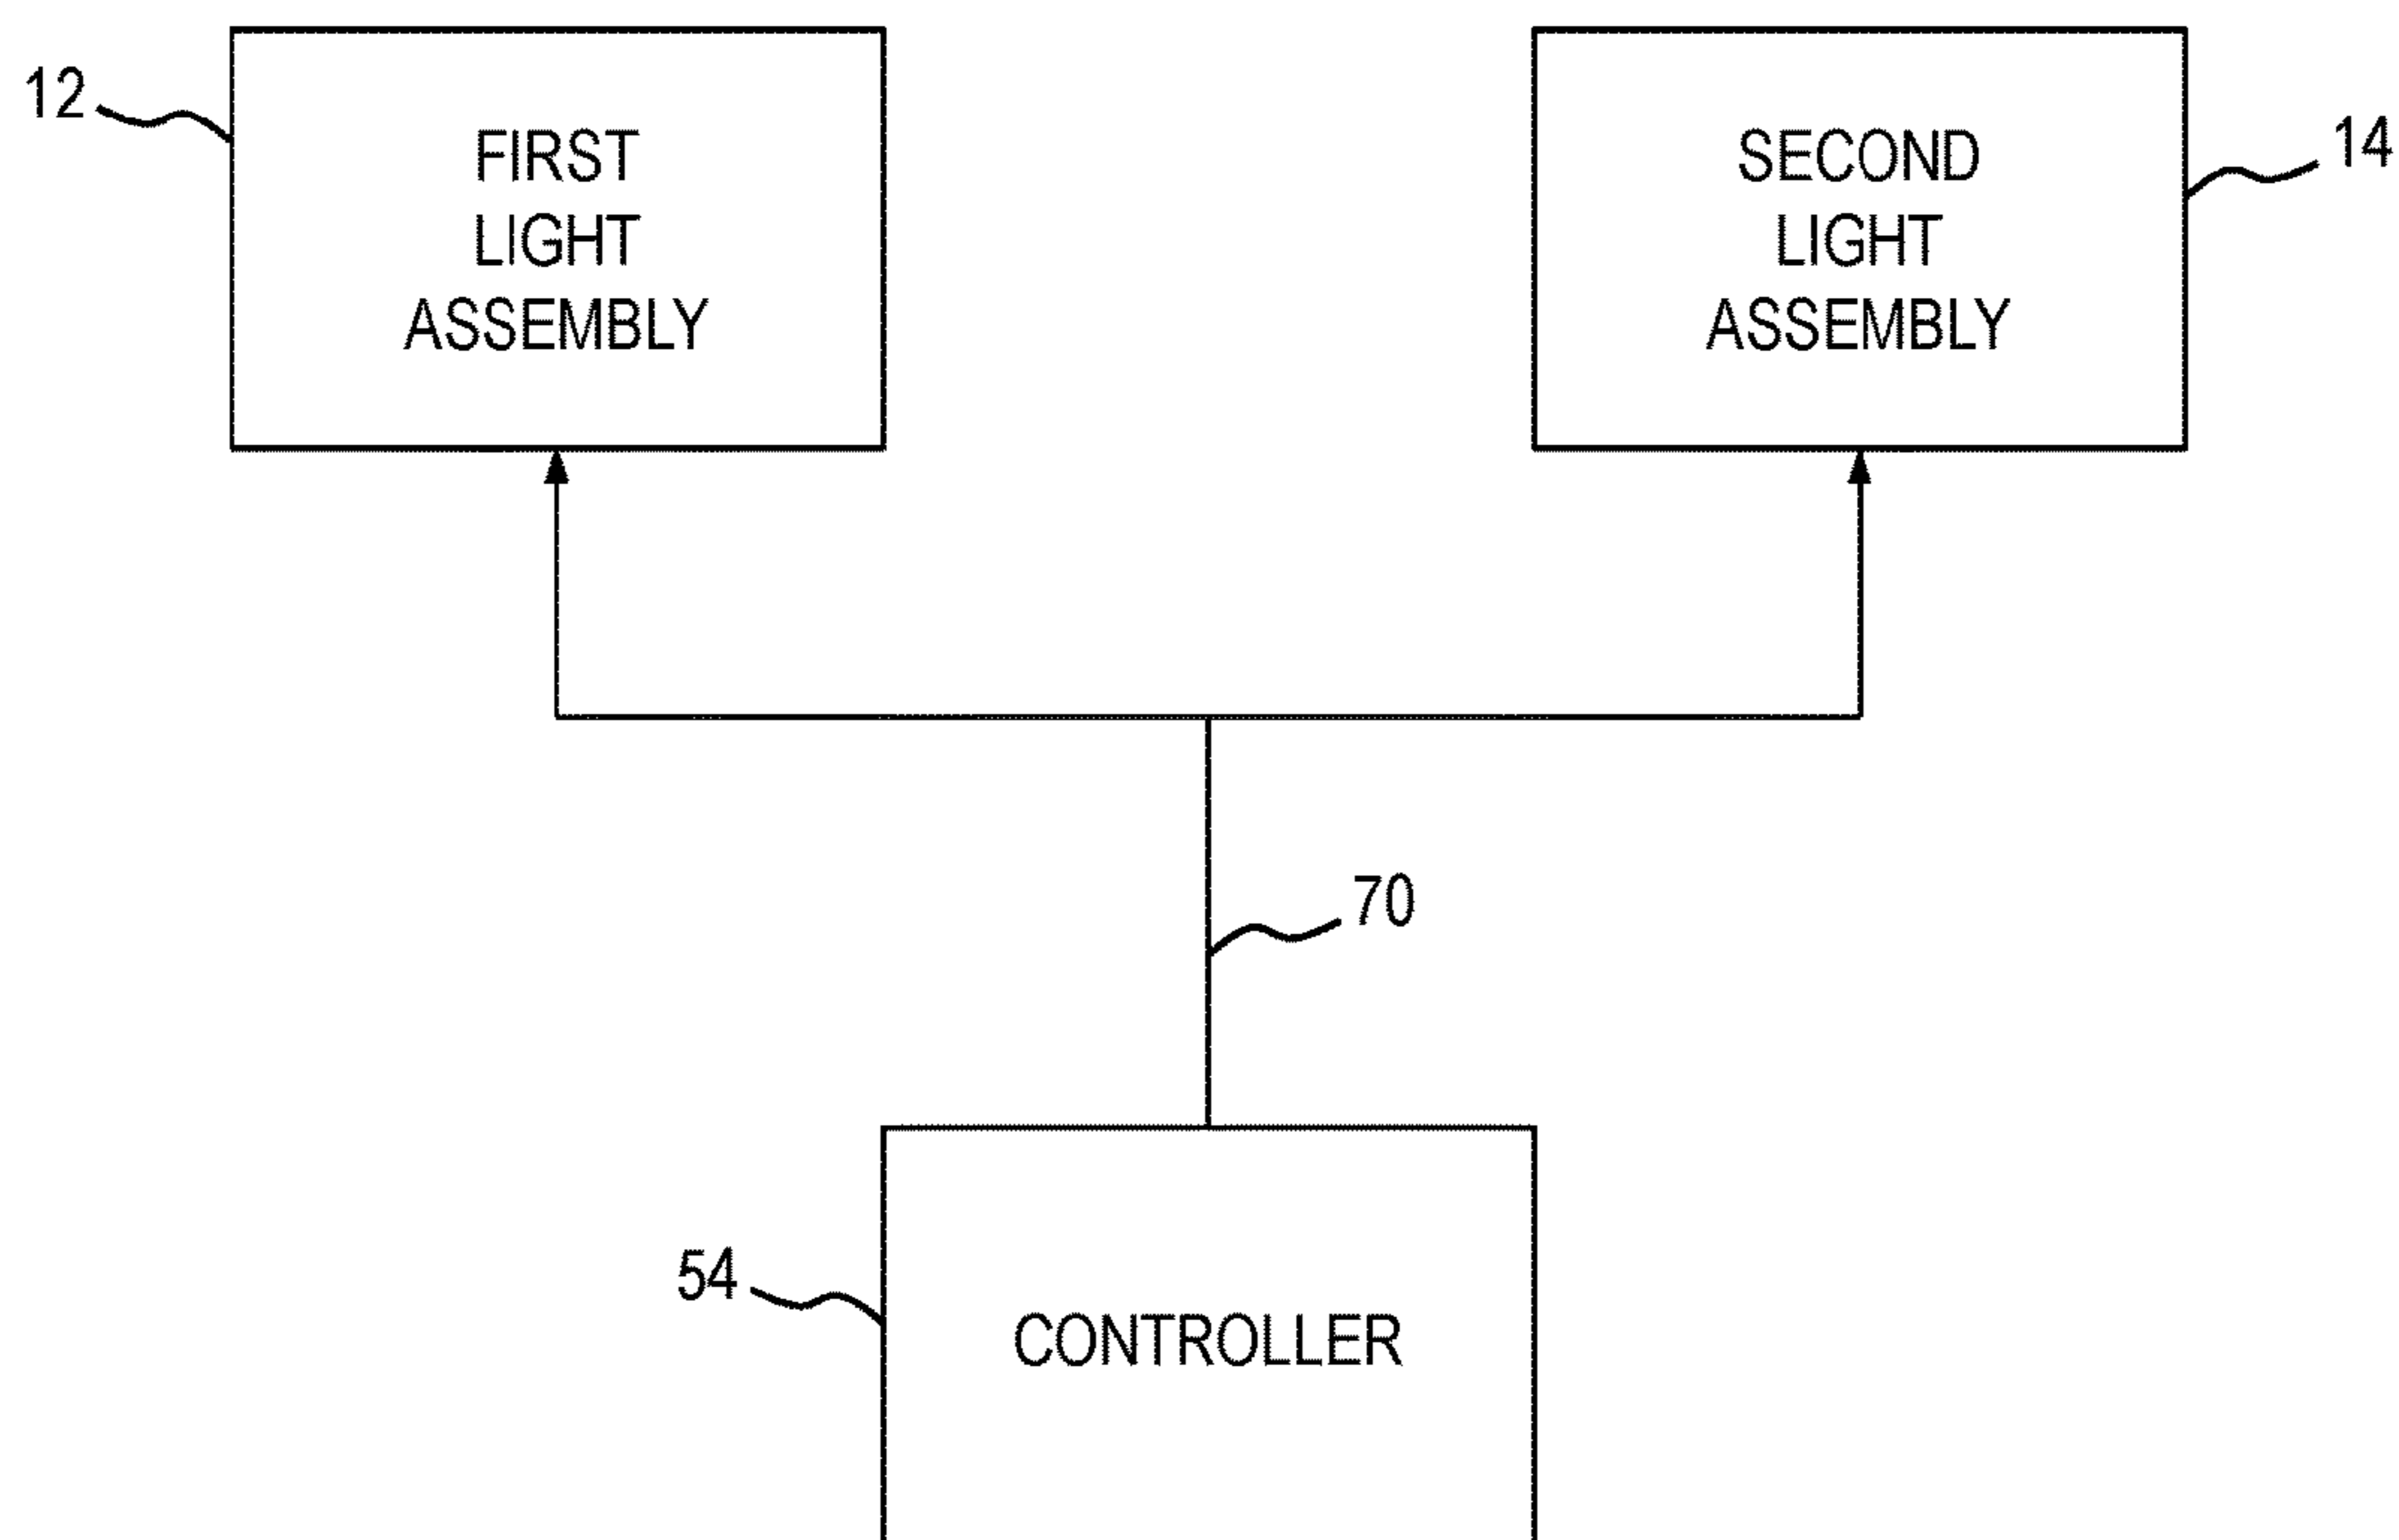 12
FIRST
LIGHT
ASSEMBLY
SECOND
LIGHT
ASSEMBLY
14
70
54
CONTROLLER